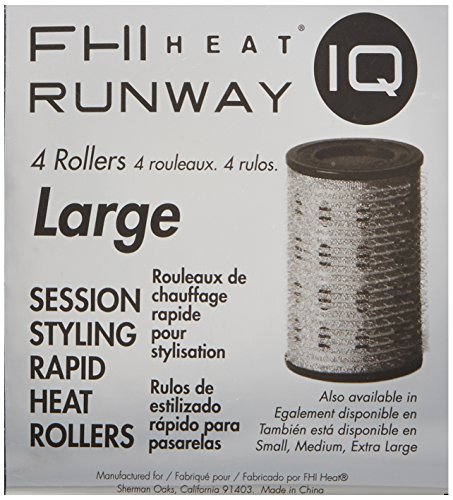 FHI HEAT®
RUNWAY IQ
4 Rollers 4 rouleaux. 4 rulos.
Large
SESSION
STYLING
RAPID
HEAT
ROLLERS
Rouleaux de
chauffage
rapide
pour
stylisation
Rulos de
estilizado
rápido para
pasarelas
Also available in
Egalement disponible en
También está disponible en
Small, Medium, Extra Large
Manufactured for / Fabriqué pour / Fabricado por FHI Heat®
Sherman Oaks, California 91403. Made in China